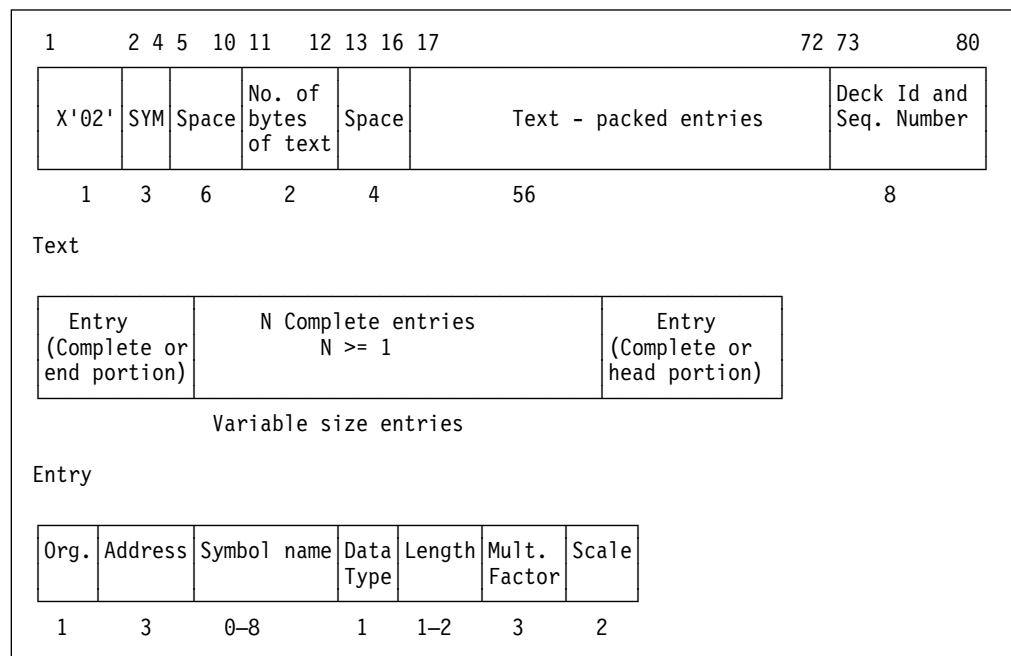 1 2 4 5 10 11 12 13 16 17 72 73 80
X'02' SYM Space No. of bytes of text Space Text - packed entries Deck Id and Seq. Number
1 3 6 2 4 56 8
Text
Entry (Complete or end portion) N Complete entries N >= 1 Entry (Complete or head portion)
Variable size entries
Entry
Org. Address Symbol name Data Type Length Mult. Factor Scale
1 3 0–8 1 1–2 3 2